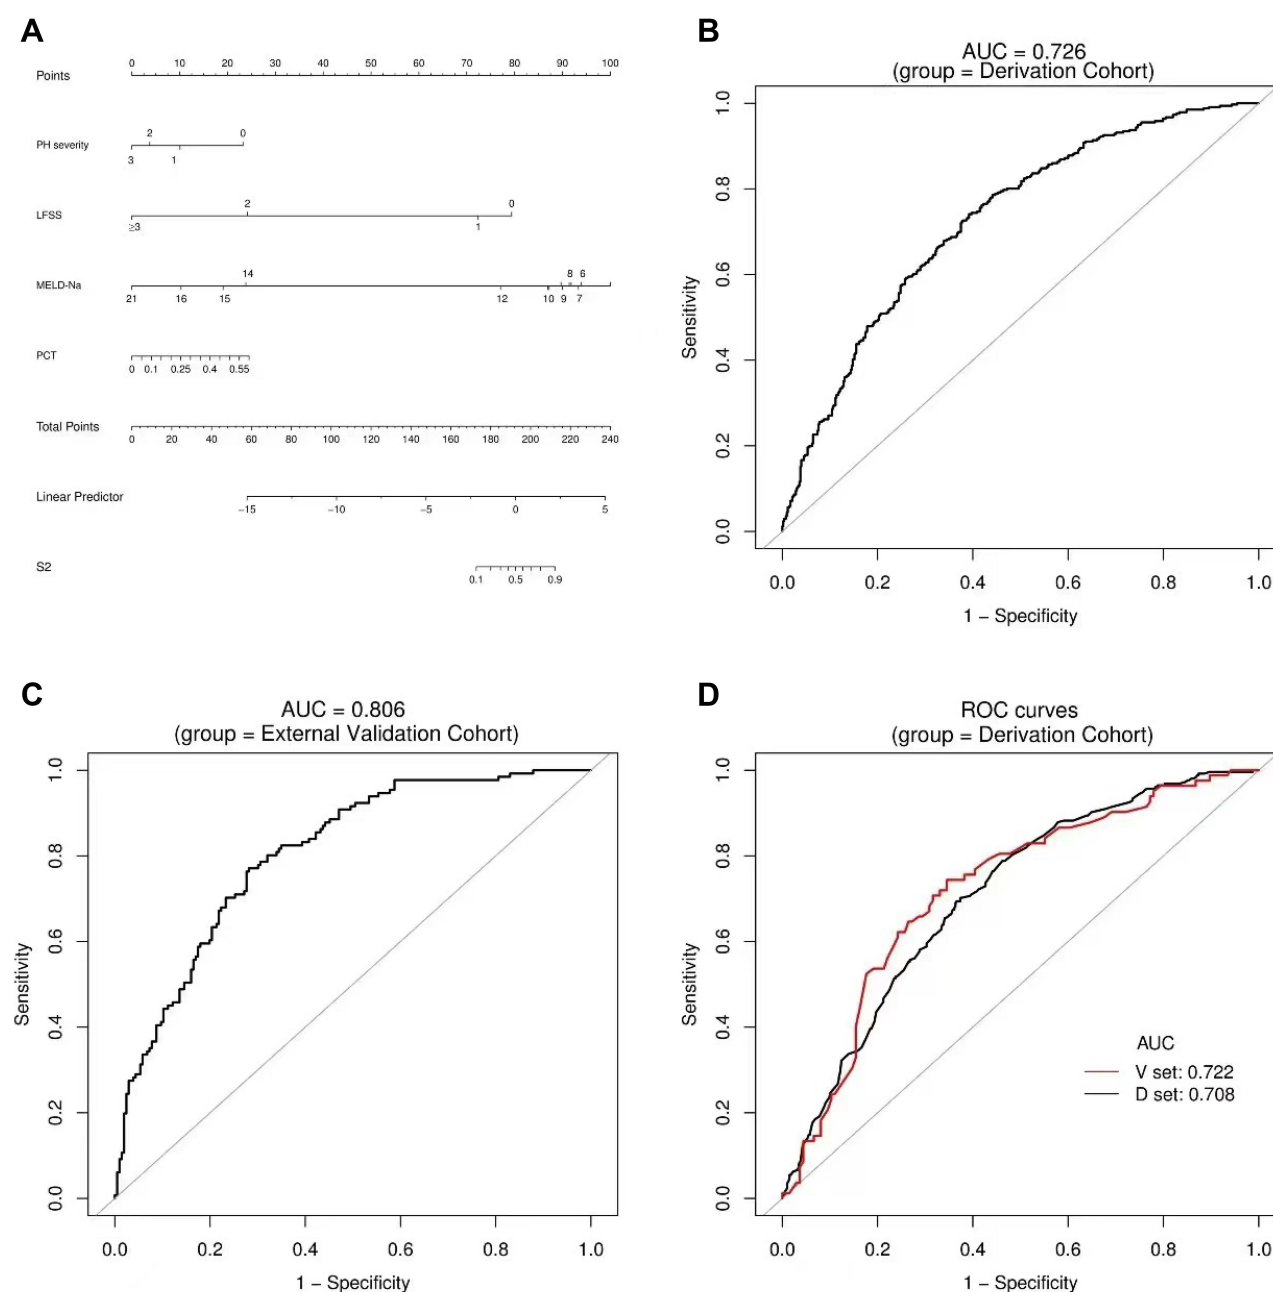 A
0 10 20 30 40 50 60 70 80 90 100
Points
2 0
PH severity
3 1
2 0
LFSS
≥3 1
14 8 6
MELD-Na
21 16 15 12 10 9 7
PCT
0 0.1 0.25 0.4 0.55
Total Points
0 20 40 60 80 100 120 140 160 180 200 220 240
Linear Predictor
−15 −10 −5 0 5
S2
0.1 0.5 0.9
B
AUC = 0.726
(group = Derivation Cohort)
Sensitivity
1.0
0.8
0.6
0.4
0.2
0.0
0.0 0.2 0.4 0.6 0.8 1.0
1 − Specificity
C
AUC = 0.806
(group = External Validation Cohort)
Sensitivity
1.0
0.8
0.6
0.4
0.2
0.0
0.0 0.2 0.4 0.6 0.8 1.0
1 − Specificity
D
ROC curves
(group = Derivation Cohort)
Sensitivity
1.0
0.8
0.6
0.4
0.2
0.0
AUC
V set: 0.722
D set: 0.708
0.0 0.2 0.4 0.6 0.8 1.0
1 − Specificity